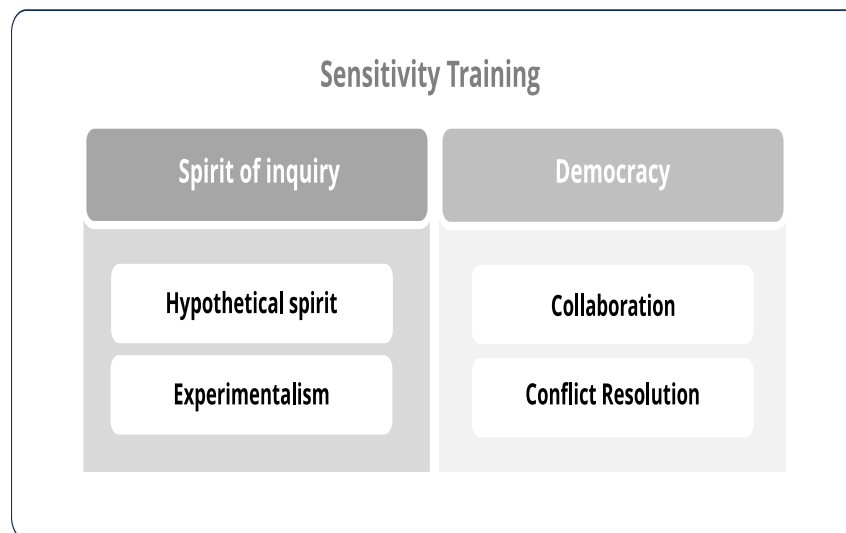 Sensitivity Training
Spirit of inquiry
Democracy
Hypothetical spirit
Collaboration
Experimentalism
Conflict Resolution